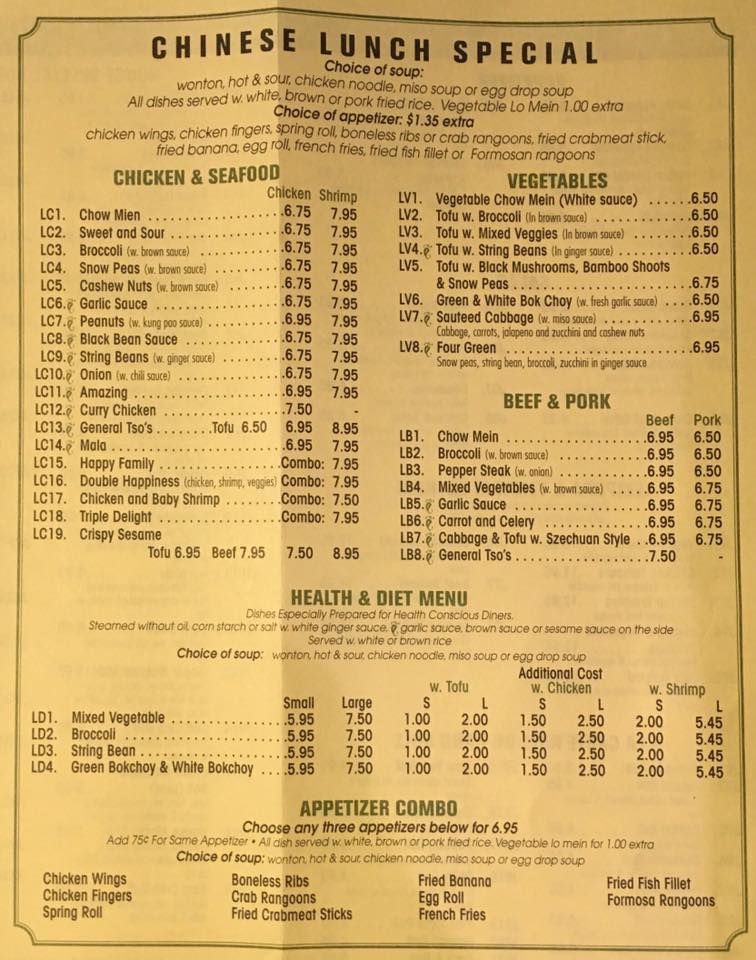 CHINESE LUNCH SPECIAL
Choice of soup:
wonton, hot & sour, chicken noodle, miso soup or egg drop soup
All dishes served w. white, brown or pork fried rice. Vegetable Lo Mein 1.00 extra
Choice of appetizer: $1.35 extra
chicken wings, chicken fingers, spring roll, boneless ribs or crab rangoons, fried crabmeat stick,
fried banana, egg roll, french fries, fried fish fillet or Formosan rangoons
CHICKEN & SEAFOOD
Chicken Shrimp
LC1. Chow Mien ..................6.75 7.95
LC2. Sweet and Sour ..............6.75 7.95
LC3. Broccoli (w. brown sauce) ...........6.75 7.95
LC4. Snow Peas (w. brown sauce) .........6.75 7.95
LC5. Cashew Nuts (w. brown sauce) .......6.75 7.95
LC6. Garlic Sauce .................6.75 7.95
LC7. Peanuts (w. kung pao sauce) .........6.95 7.95
LC8. Black Bean Sauce .............6.75 7.95
LC9. String Beans (w. ginger sauce) ........6.75 7.95
LC10. Onion (w. chili sauce) .............6.75 7.95
LC11. Amazing ...................6.95 7.95
LC12. Curry Chicken ...............7.50 -
LC13. General Tso's ........Tofu 6.50 6.95 8.95
LC14. Mala ......................6.95 7.95
LC15. Happy Family ..............Combo: 7.95
LC16. Double Happiness (chicken, shrimp, veggies) Combo: 7.95
LC17. Chicken and Baby Shrimp .......Combo: 7.50
LC18. Triple Delight ...............Combo: 7.95
LC19. Crispy Sesame
Tofu 6.95 Beef 7.95 7.50 8.95
VEGETABLES
LV1. Vegetable Chow Mein (White sauce) ......6.50
LV2. Tofu w. Broccoli (In brown sauce) ............6.50
LV3. Tofu w. Mixed Veggies (In brown sauce) .......6.50
LV4. Tofu w. String Beans (In ginger sauce) .........6.50
LV5. Tofu w. Black Mushrooms, Bamboo Shoots
& Snow Peas .....................6.75
LV6. Green & White Bok Choy (w. fresh garlic sauce) ....6.50
LV7. Sauteed Cabbage (w. miso sauce) ...........6.95
Cabbage, carrots, jalapeno and zucchini and cashew nuts
LV8. Four Green ........................6.95
Snow peas, string bean, broccoli, zucchini in ginger sauce
BEEF & PORK
Beef Pork
LB1. Chow Mein ...................6.95 6.50
LB2. Broccoli (w. brown sauce) .............6.95 6.50
LB3. Pepper Steak (w. onion) .............6.95 6.50
LB4. Mixed Vegetables (w. brown sauce) ......6.95 6.75
LB5. Garlic Sauce ..................6.95 6.75
LB6. Carrot and Celery ..............6.95 6.75
LB7. Cabbage & Tofu w. Szechuan Style ..6.95 6.75
LB8. General Tso's ..................7.50 -
HEALTH & DIET MENU
Dishes Especially Prepared for Health Conscious Diners.
Steamed without oil, corn starch or salt w. white ginger sauce, garlic sauce, brown sauce or sesame sauce on the side
Served w. white or brown rice
Choice of soup: wonton, hot & sour, chicken noodle, miso soup or egg drop soup
Additional Cost
w. Tofu w. Chicken w. Shrimp
Small Large S L S L S L
LD1. Mixed Vegetable ...............5.95 7.50 1.00 2.00 1.50 2.50 2.00 5.45
LD2. Broccoli ......................5.95 7.50 1.00 2.00 1.50 2.50 2.00 5.45
LD3. String Bean ...................5.95 7.50 1.00 2.00 1.50 2.50 2.00 5.45
LD4. Green Bokchoy & White Bokchoy ....5.95 7.50 1.00 2.00 1.50 2.50 2.00 5.45
APPETIZER COMBO
Choose any three appetizers below for 6.95
Add 75¢ For Same Appetizer • All dish served w. white, brown or pork fried rice. Vegetable lo mein for 1.00 extra
Choice of soup: wonton, hot & sour, chicken noodle, miso soup or egg drop soup
Chicken Wings Boneless Ribs Fried Banana Fried Fish Fillet
Chicken Fingers Crab Rangoons Egg Roll Formosa Rangoons
Spring Roll Fried Crabmeat Sticks French Fries